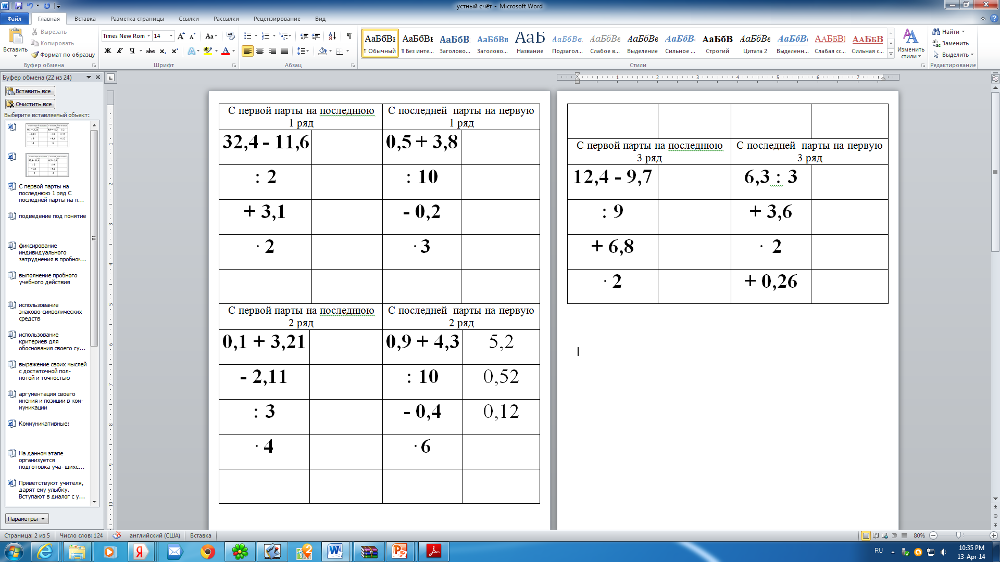 устный счёт - Microsoft Word
Файл Главная Вставка Разметка страницы Ссылки Рассылки Рецензирование Вид
Вставить
Вырезать
Копировать
Формат по образцу
Буфер обмена
Times New Rom 14
Ж К Ч abc x₂ x²
Шрифт
Абзац
АаБбВв АаБбВв АаБбВ АаБбВв АаБ АаБбВв АаБбВв АаБбВв АаБбВв АаБбВ АаБбВв АаБбВв ААББВ ААББВ
¶ Обычный ¶ Без инте... Заголово... Заголово... Название Подзагол... Слабое в... Выделение Сильное ... Строгий Цитата 2 Выделенн... Слабая сс... Сильная с...
Стили
Изменить
стили
Найти
Заменить
Выделить
Редактирование
Буфер обмена (22 из 24)
Вставить все
Очистить все
Выберите вставляемый объект:
С первой парты на
последнюю 1 ряд С
последней парты на п...
подведение под понятие
фиксирование
индивидуального
затруднения в пробном...
выполнение пробного
учебного действия
использование
знаково-символических
средств
использование
критериев для
обоснования своего су...
выражение своих мыслей
с достаточной пол-
нотой и точностью
аргументация своего
мнения и позиции в ком-
муникации
Коммуникативные:
На данном этапе
организуется
подготовка уча- щихс...
Приветствуют учителя,
дарят ему улыбку.
Вступают в диалог с у...
Параметры
С первой парты на последнюю
1 ряд
С последней парты на первую
1 ряд
32,4 - 11,6 0,5 + 3,8
: 2 : 10
+ 3,1 - 0,2
· 2 · 3
С первой парты на последнюю
2 ряд
С последней парты на первую
2 ряд
0,1 + 3,21 0,9 + 4,3 5,2
- 2,11 : 10 0,52
: 3 - 0,4 0,12
· 4 · 6
С первой парты на последнюю
3 ряд
С последней парты на первую
3 ряд
12,4 - 9,7 6,3 : 3
: 9 + 3,6
+ 6,8 · 2
· 2 + 0,26
Страница: 2 из 5 Число слов: 124 английский (США) Вставка 80%
RU
10:35 PM
13-Apr-14